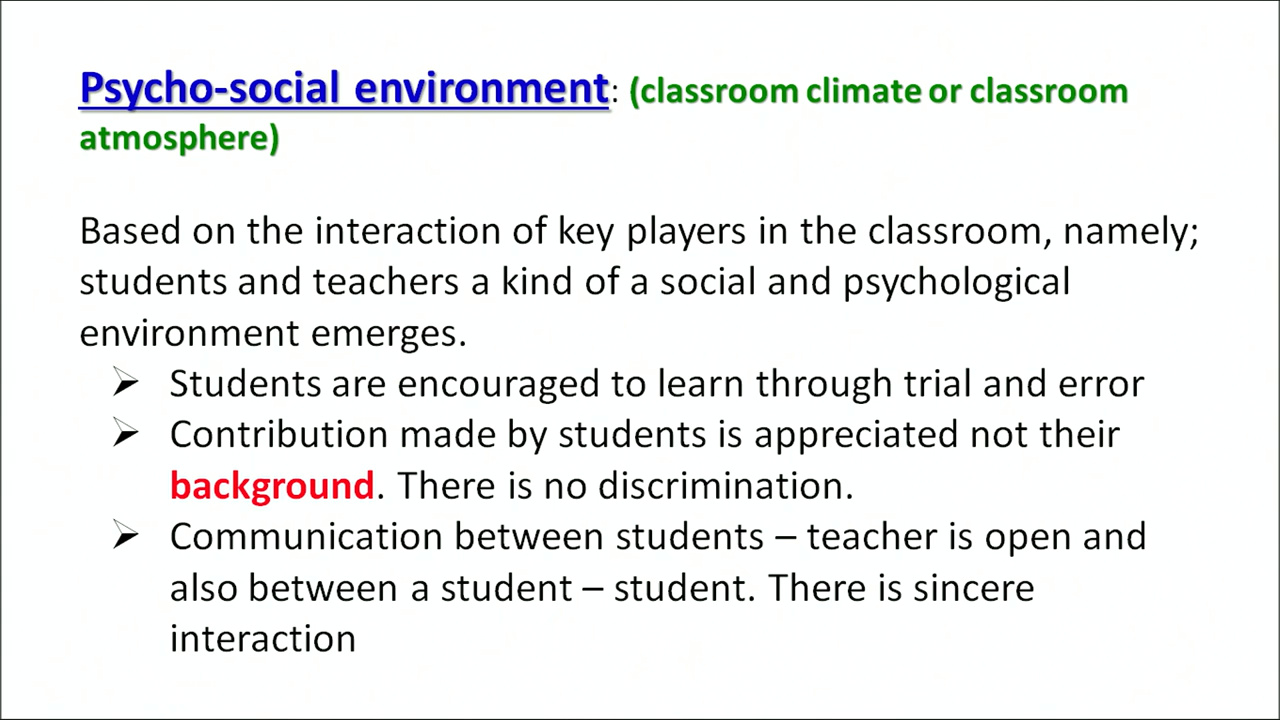 Psycho-social environment: (classroom climate or classroom
atmosphere)
Based on the interaction of key players in the classroom, namely;
students and teachers a kind of a social and psychological
environment emerges.
➢ Students are encouraged to learn through trial and error
➢ Contribution made by students is appreciated not their
background. There is no discrimination.
➢ Communication between students – teacher is open and
also between a student – student. There is sincere
interaction